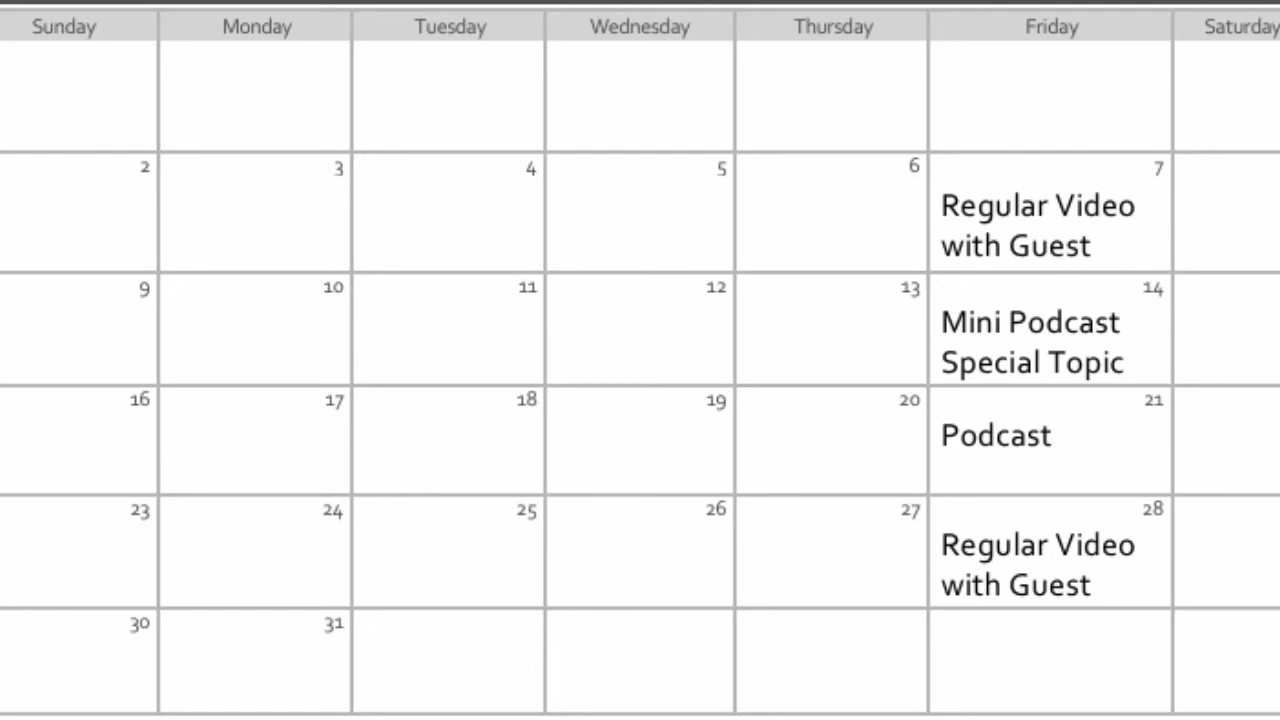 Sunday Monday Tuesday Wednesday Thursday Friday Saturday
2 3 4 5 6 7
Regular Video
with Guest
9 10 11 12 13 14
Mini Podcast
Special Topic
16 17 18 19 20 21
Podcast
23 24 25 26 27 28
Regular Video
with Guest
30 31